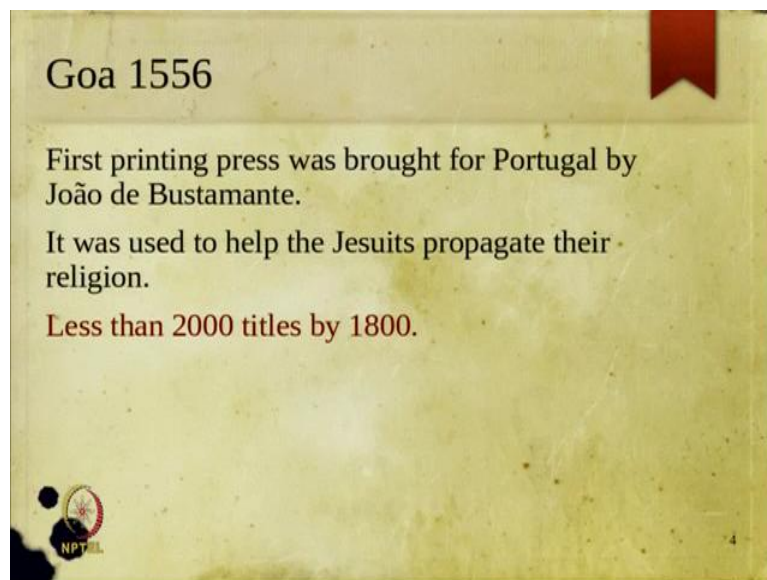 Goa 1556
First printing press was brought for Portugal by
João de Bustamante.
It was used to help the Jesuits propagate their
religion.
Less than 2000 titles by 1800.
NPTEL
4